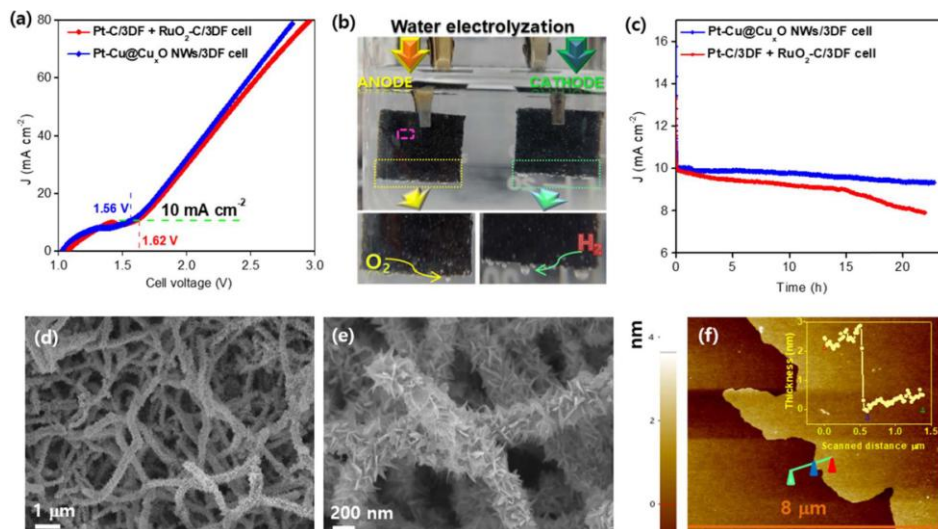 (a)
Pt-C/3DF + RuO₂-C/3DF cell
Pt-Cu@CuₓO NWs/3DF cell
J (mA cm⁻²)
80
60
40
20
0
1.56 V
10 mA cm⁻²
1.62 V
1.0
1.5
2.0
2.5
3.0
Cell voltage (V)
(b)
Water electrolyzation
ANODE
CATHODE
O₂
H₂
(c)
Pt-Cu@CuₓO NWs/3DF cell
Pt-C/3DF + RuO₂-C/3DF cell
J (mA cm⁻²)
16
14
12
10
8
6
4
0
5
10
15
20
Time (h)
(d)
1 μm
(e)
200 nm
nm
4
2
0
(f)
Thickness (nm)
3
2
0
0.0
0.5
1.0
1.5
Scanned distance μm
8 μm